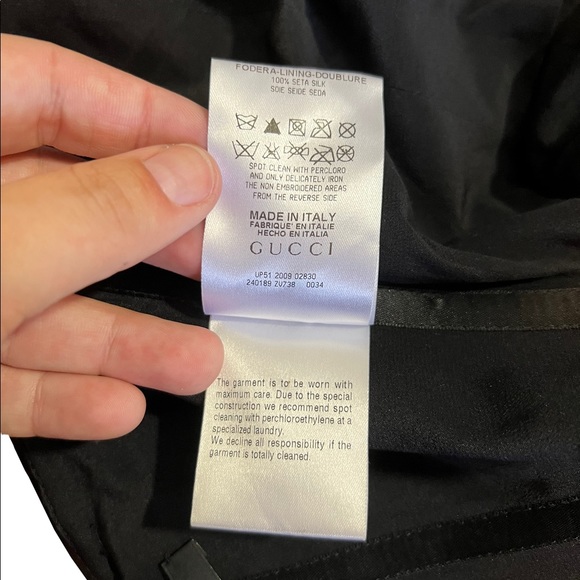 FODERA-LINING-DOUBLURE
100% SETA SILK
SOIE SEIDE SEDA
SPOT CLEAN WITH PERCLORO
AND ONLY DELICATELY IRON
THE NON EMBROIDERED AREAS
FROM THE REVERSE SIDE
MADE IN ITALY
FABRIQUE' EN ITALIE
HECHO EN ITALIA
GUCCI
UP51 2009 02830
240189 ZV738 0034
The garment is to be worn with
maximum care. Due to the special
construction we recommend spot
cleaning with perchloroethylene at a
specialized laundry.
We decline all responsibility if the
garment is totally cleaned.